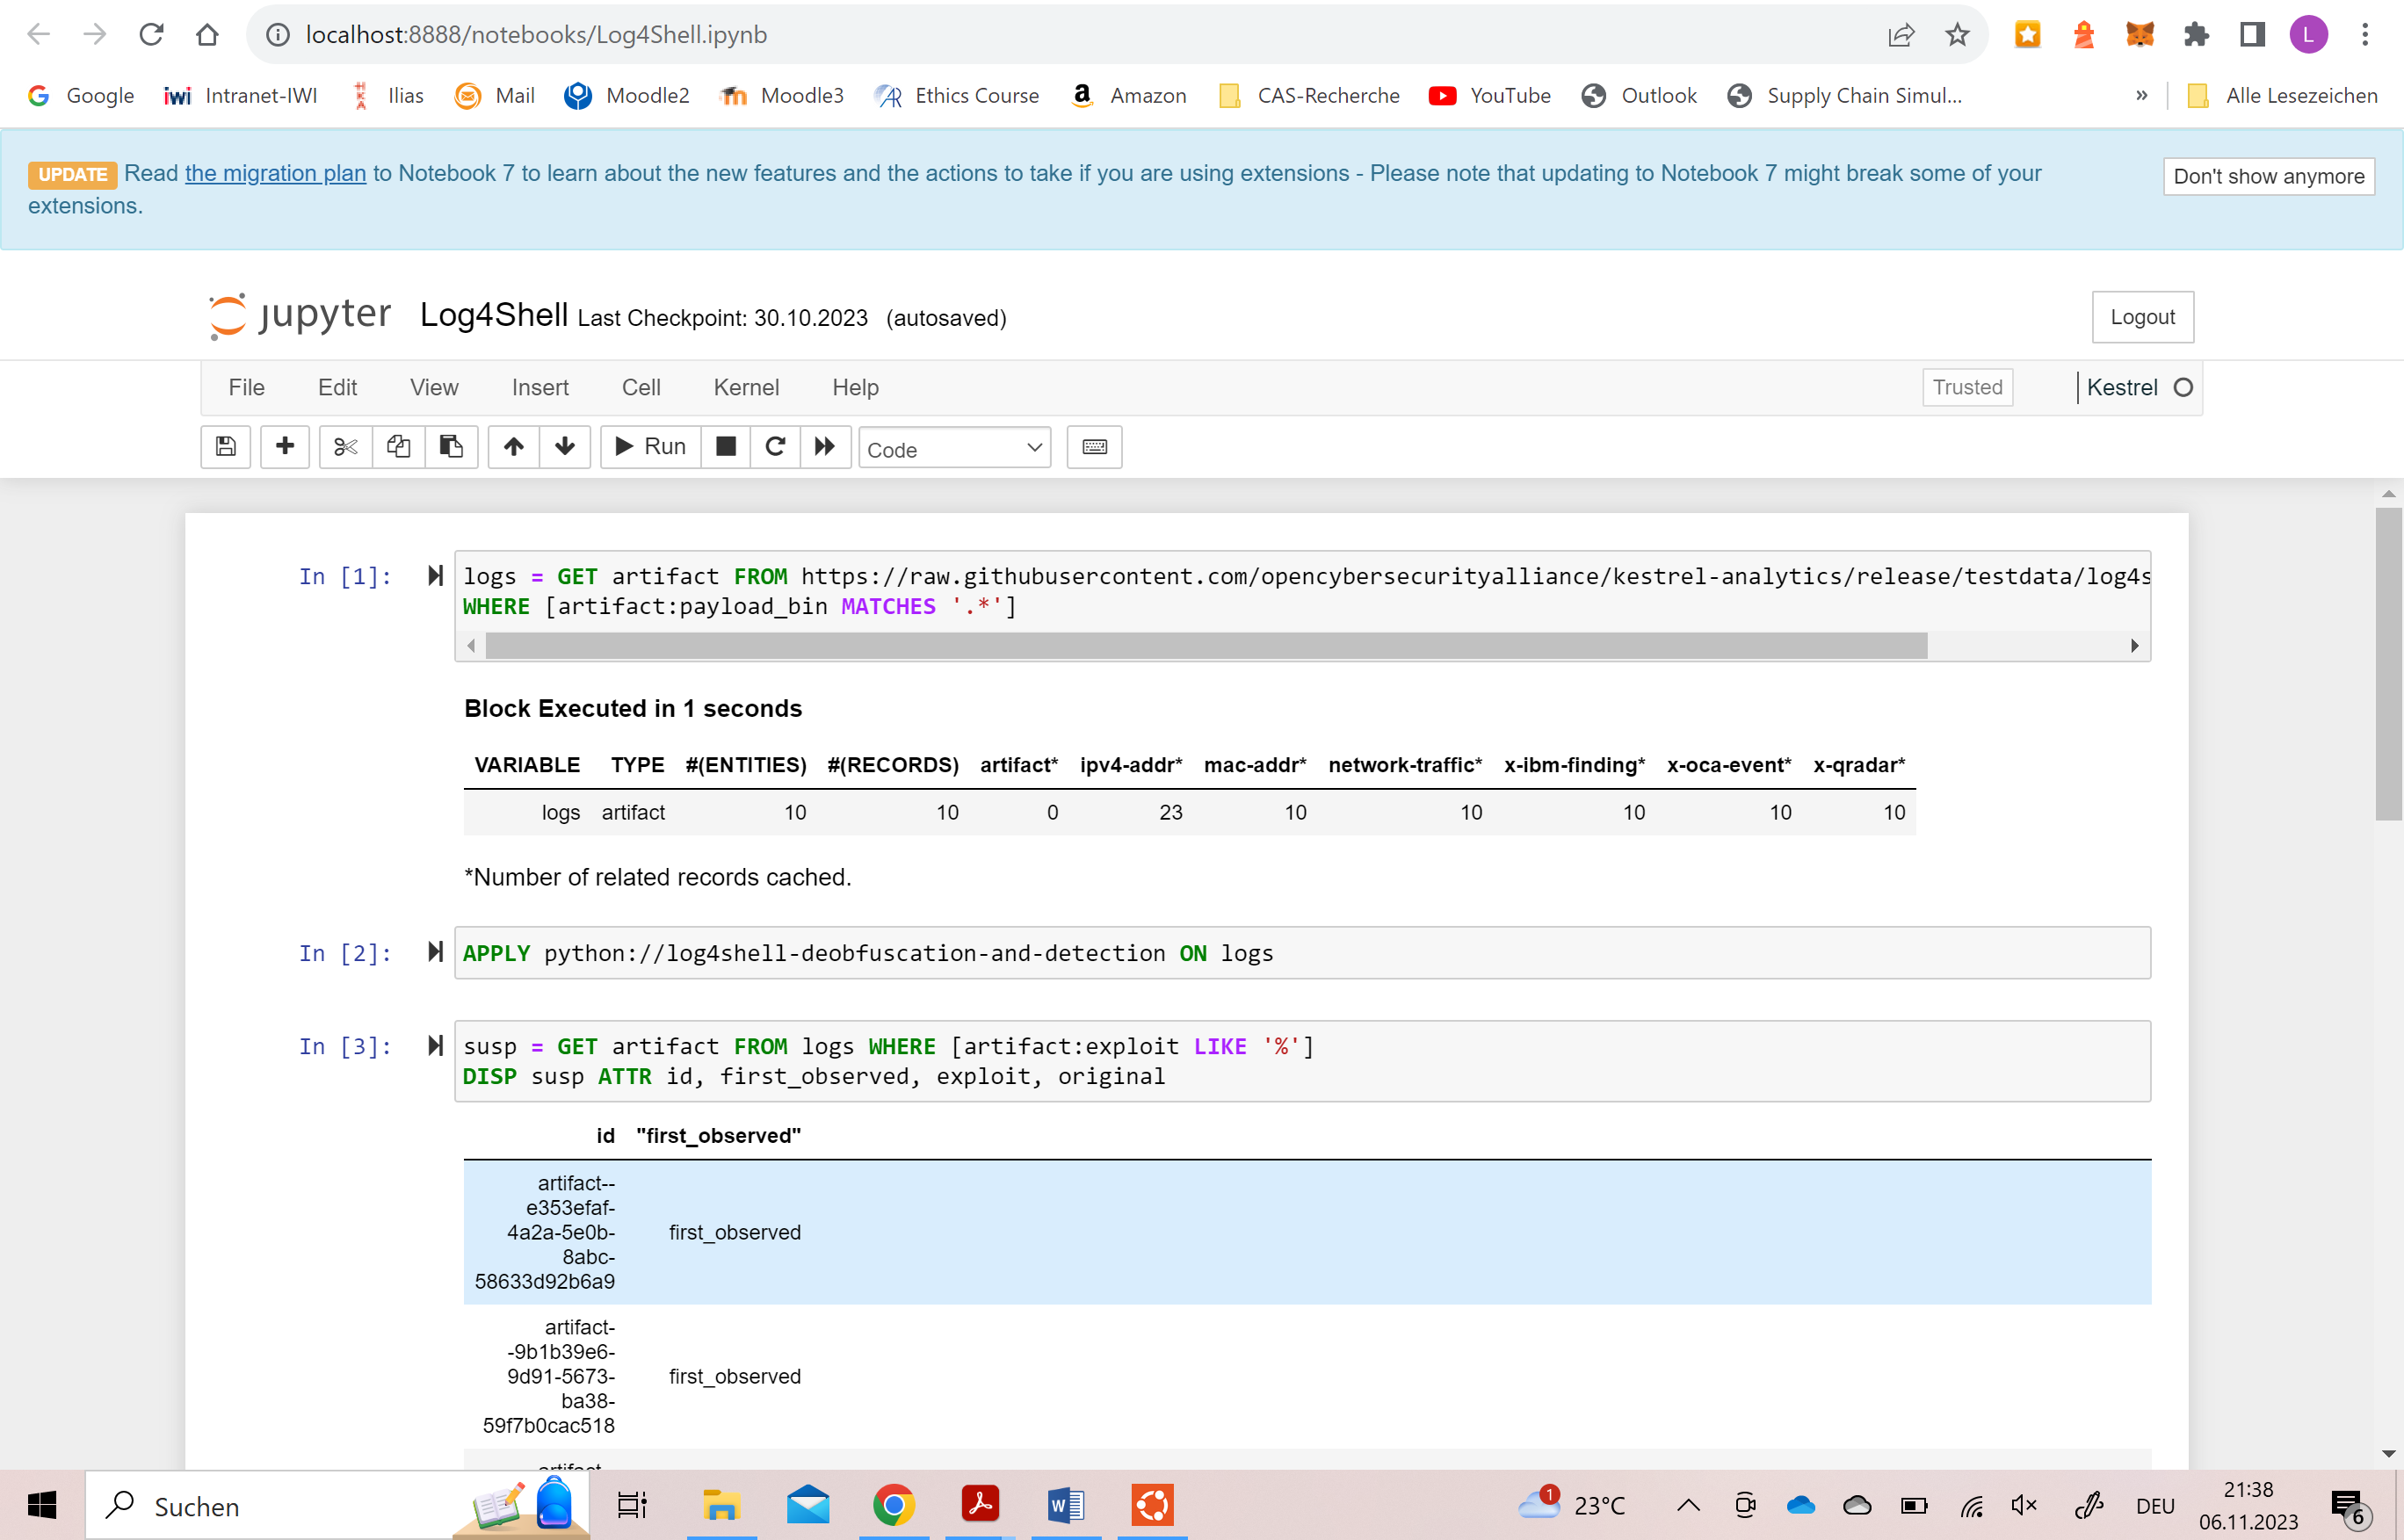 localhost:8888/notebooks/Log4Shell.ipynb
L
Google iwi Intranet-IWI HKA Ilias Mail Moodle2 Moodle3 Ethics Course Amazon CAS-Recherche YouTube Outlook Supply Chain Simul... » Alle Lesezeichen
UPDATE Read the migration plan to Notebook 7 to learn about the new features and the actions to take if you are using extensions - Please note that updating to Notebook 7 might break some of your
extensions.
Don't show anymore
jupyter Log4Shell Last Checkpoint: 30.10.2023 (autosaved)
Logout
File Edit View Insert Cell Kernel Help Trusted Kestrel
Run Code
In [1]: logs = GET artifact FROM https://raw.githubusercontent.com/opencybersecurityalliance/kestrel-analytics/release/testdata/log4s
WHERE [artifact:payload_bin MATCHES '.*']
Block Executed in 1 seconds
VARIABLE TYPE #(ENTITIES) #(RECORDS) artifact* ipv4-addr* mac-addr* network-traffic* x-ibm-finding* x-oca-event* x-qradar*
logs artifact 10 10 0 23 10 10 10 10 10
*Number of related records cached.
In [2]: APPLY python://log4shell-deobfuscation-and-detection ON logs
In [3]: susp = GET artifact FROM logs WHERE [artifact:exploit LIKE '%']
DISP susp ATTR id, first_observed, exploit, original
id "first_observed"
artifact--
e353efaf-
4a2a-5e0b- first_observed
8abc-
58633d92b6a9
artifact-
-9b1b39e6-
9d91-5673- first_observed
ba38-
59f7b0cac518
artifact-
Suchen
1 23°C DEU
21:38
06.11.2023
6